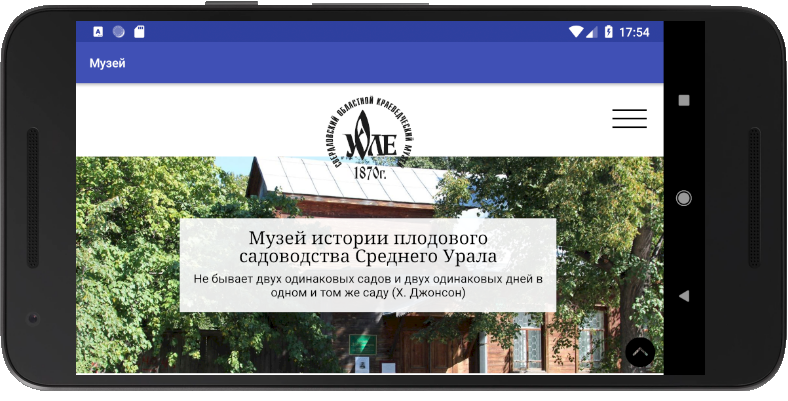 17:54
Музей
СВЕРДЛОВСКИЙ ОБЛАСТНОЙ КРАЕВЕДЧЕСКИЙ
УОЛЕ
1870г.
Музей истории плодового
садоводства Среднего Урала
Не бывает двух одинаковых садов и двух одинаковых дней в
одном и том же саду (Х. Джонсон)